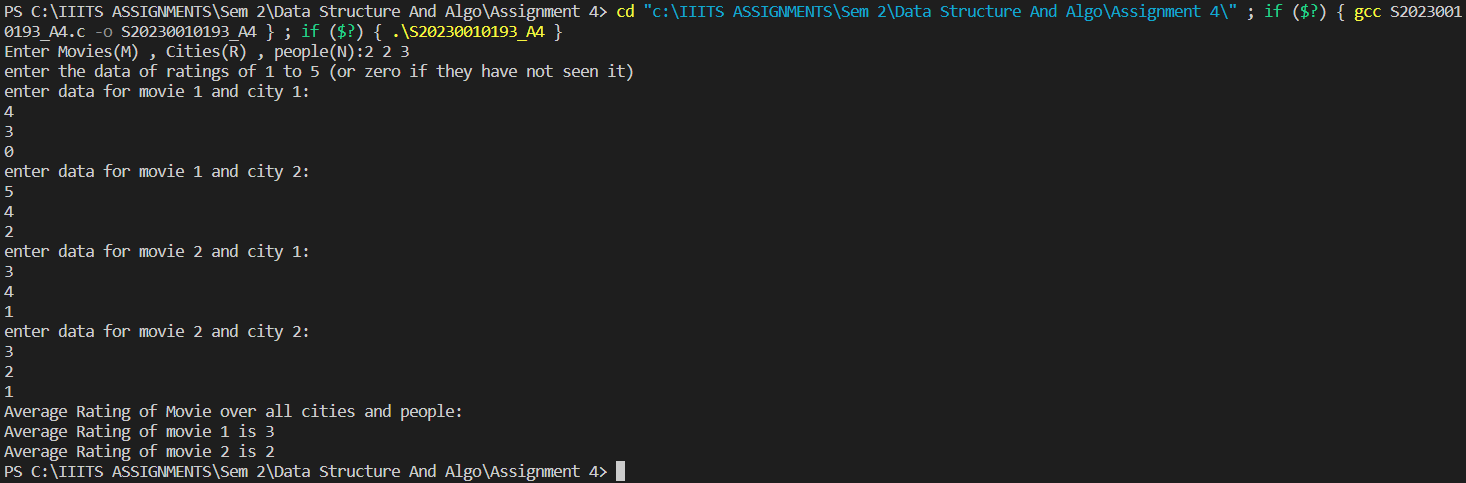 PS C:\IIITS ASSIGNMENTS\Sem 2\Data Structure And Algo\Assignment 4> cd "c:\IIITS ASSIGNMENTS\Sem 2\Data Structure And Algo\Assignment 4\" ; if ($?) { gcc S2023001
0193_A4.c -o S20230010193_A4 } ; if ($?) { .\S20230010193_A4 }
Enter Movies(M) , Cities(R) , people(N):2 2 3
enter the data of ratings of 1 to 5 (or zero if they have not seen it)
enter data for movie 1 and city 1:
4
3
0
enter data for movie 1 and city 2:
5
4
2
enter data for movie 2 and city 1:
3
4
1
enter data for movie 2 and city 2:
3
2
1
Average Rating of Movie over all cities and people:
Average Rating of movie 1 is 3
Average Rating of movie 2 is 2
PS C:\IIITS ASSIGNMENTS\Sem 2\Data Structure And Algo\Assignment 4>